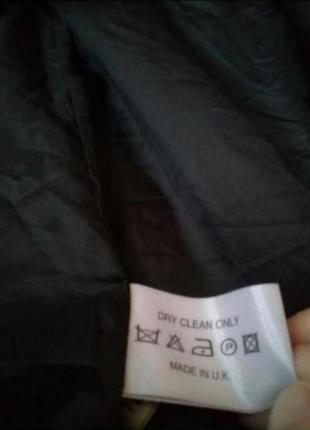 DRY CLEAN ONLY
P
MADE IN U.K.